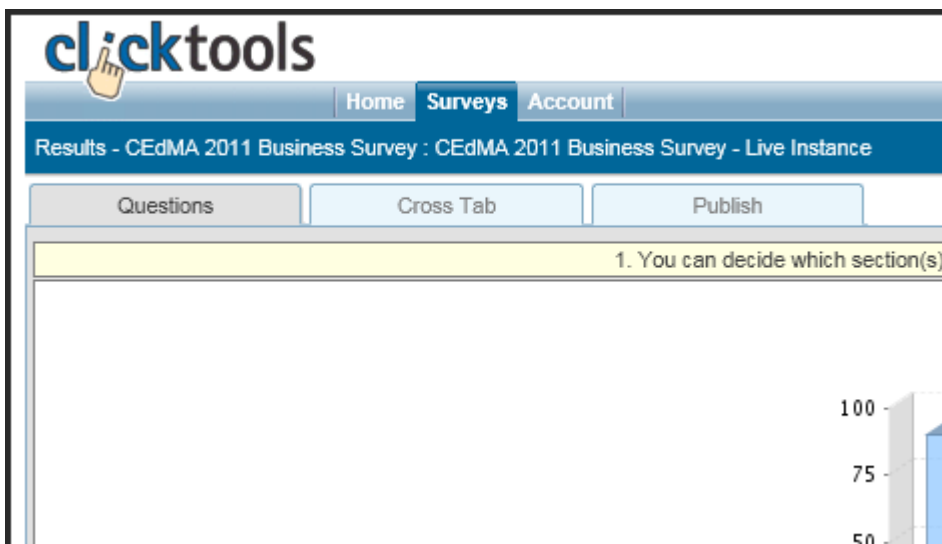 clicktools
Home Surveys Account
Results - CEdMA 2011 Business Survey : CEdMA 2011 Business Survey - Live Instance
Questions Cross Tab Publish
1. You can decide which section(s)
100
75
50